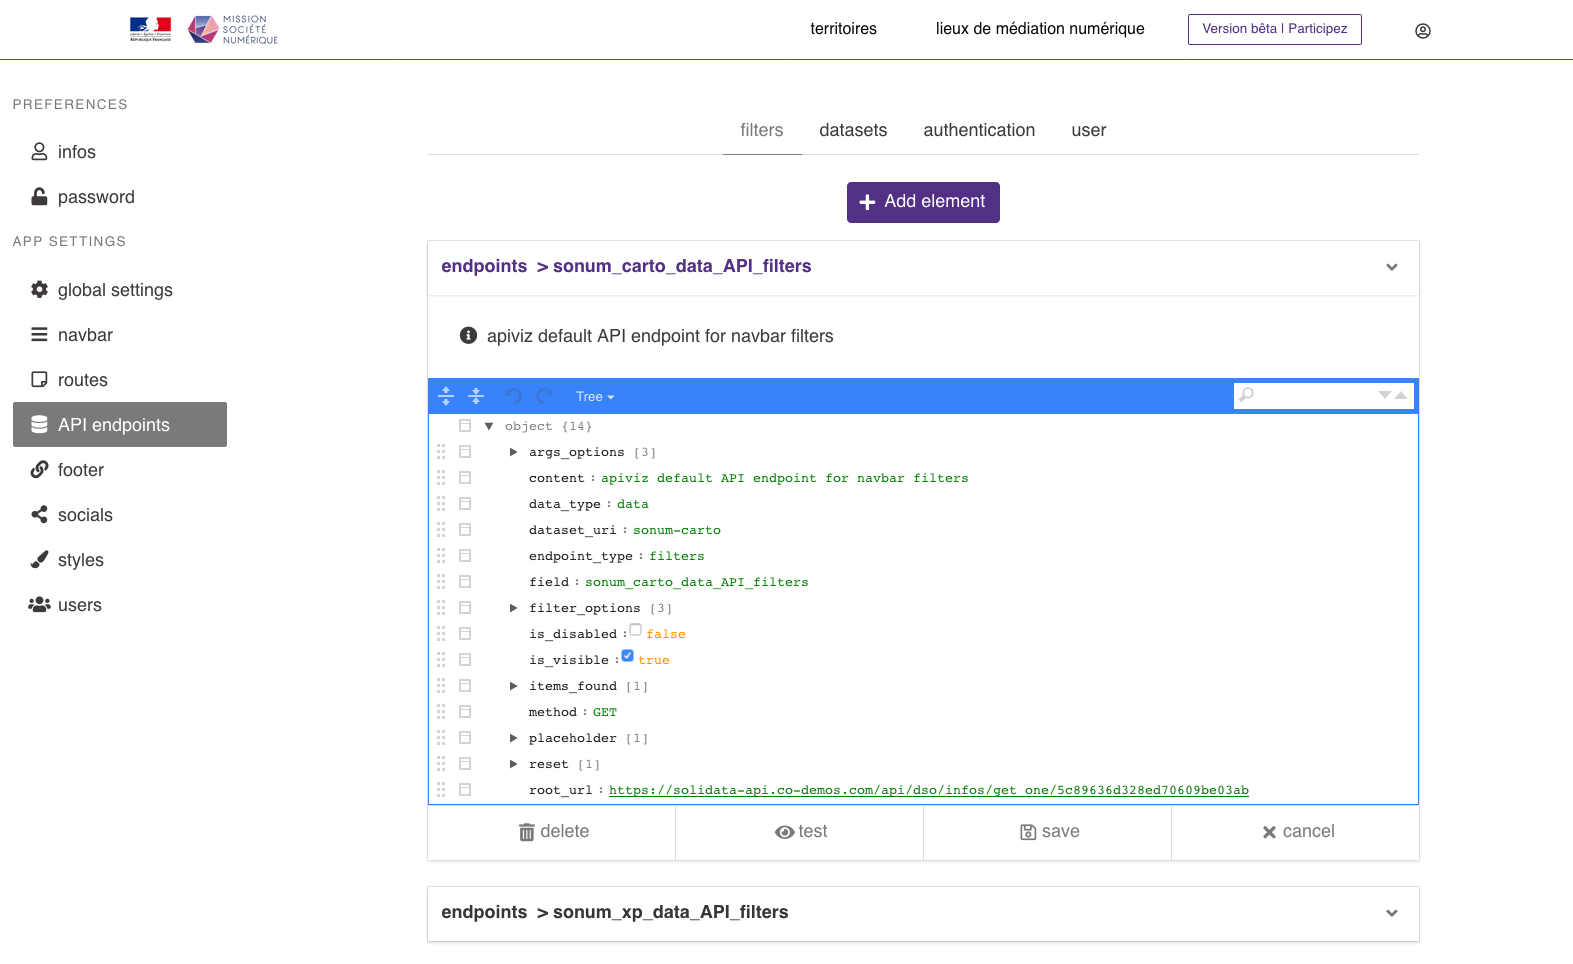 MISSION
SOCIÉTÉ
NUMÉRIQUE
territoires
lieux de médiation numérique
Version bêta | Participez
PREFERENCES
infos
password
APP SETTINGS
global settings
navbar
routes
API endpoints
footer
socials
styles
users
filters
datasets
authentication
user
Add element
endpoints > sonum_carto_data_API_filters
apiviz default API endpoint for navbar filters
Tree
object {14}
args_options [3]
content : apiviz default API endpoint for navbar filters
data_type : data
dataset_uri : sonum-carto
endpoint_type : filters
field : sonum_carto_data_API_filters
filter_options [3]
is_disabled : false
is_visible : true
items_found [1]
method : GET
placeholder [1]
reset [1]
root_url : https://solidata-api.co-demos.com/api/dso/infos/get_one/5c89636d328ed70609be03ab
delete
test
save
cancel
endpoints > sonum_xp_data_API_filters